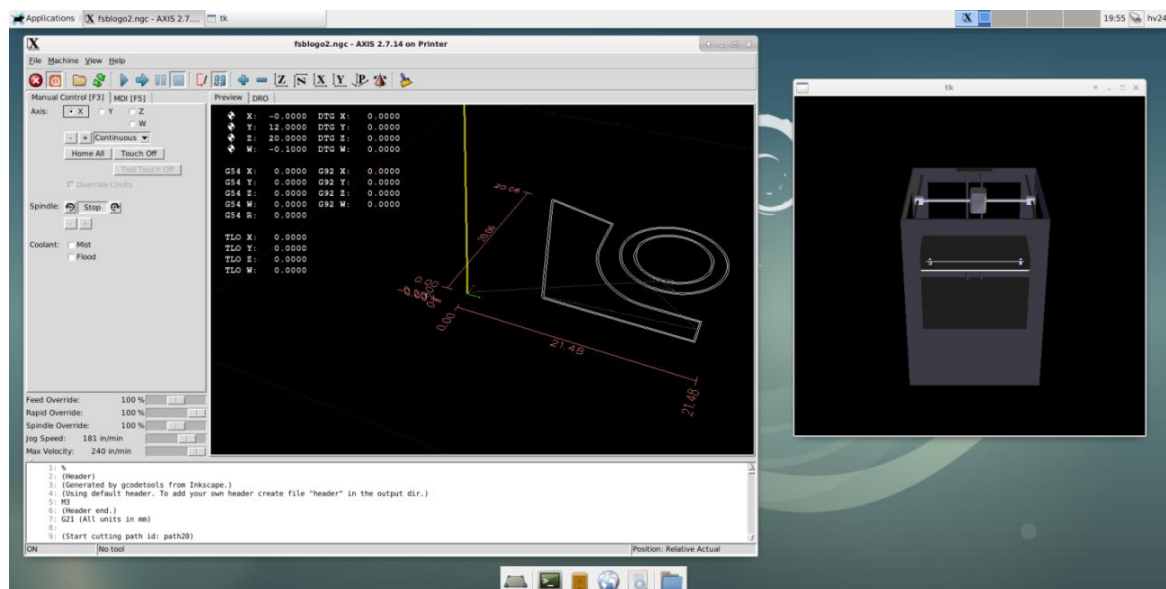 Applications : X fsblogo2.ngc - AXIS 2.7.... tk
X
19:55 hv24
X fsblogo2.ngc - AXIS 2.7.14 on Printer
File Machine View Help
Z N X Y P
Manual Control [F3] MDI [F5]
Axis: X Y Z
W
- + Continuous
Home All Touch Off
Tool Touch Off
Override Limits
Spindle: Stop
- +
Coolant: Mist
Flood
Feed Override: 100 %
Rapid Override: 100 %
Spindle Override: 100 %
Jog Speed: 181 in/min
Max Velocity: 240 in/min
Preview DRO
X: -0.0000 DTG X: 0.0000
Y: 12.0000 DTG Y: 0.0000
Z: 20.0000 DTG Z: 0.0000
W: -0.1000 DTG W: 0.0000
G54 X: 0.0000 G92 X: 0.0000
G54 Y: 0.0000 G92 Y: 0.0000
G54 Z: 0.0000 G92 Z: 0.0000
G54 W: 0.0000 G92 W: 0.0000
G54 R: 0.0000
TLO X: 0.0000
TLO Y: 0.0000
TLO Z: 0.0000
TLO W: 0.0000
20.06
20.06
0.00
21.48
21.48
1: %
2: (Header)
3: (Generated by gcodetools from Inkscape.)
4: (Using default header. To add your own header create file "header" in the output dir.)
5: M3
6: (Header end.)
7: G21 (All units in mm)
8:
9: (Start cutting path id: path20)
ON No tool Position: Relative Actual
tk